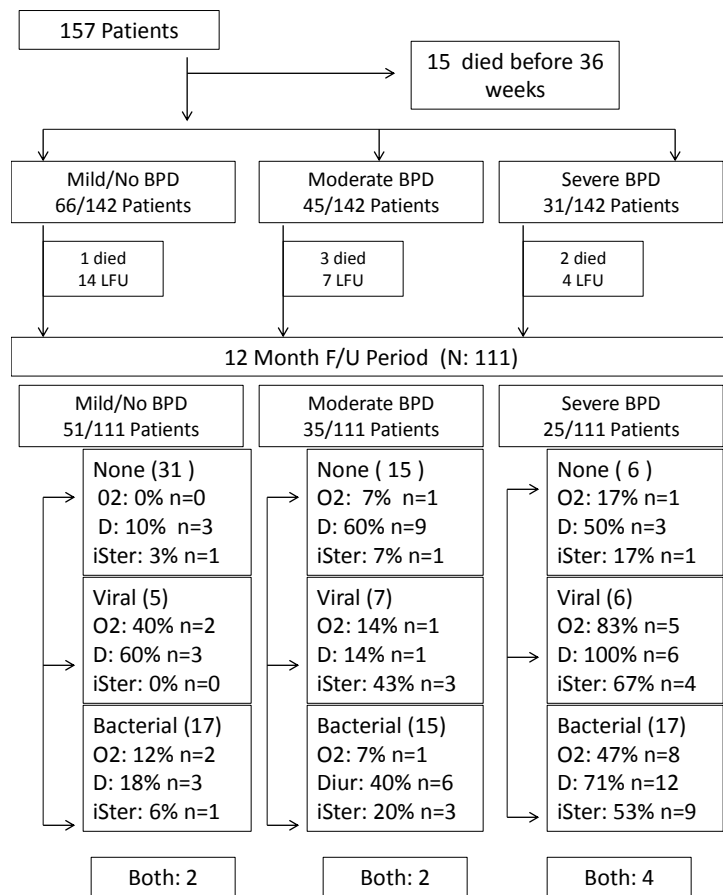 157 Patients
15 died before 36
weeks
Mild/No BPD
66/142 Patients
Moderate BPD
45/142 Patients
Severe BPD
31/142 Patients
1 died
14 LFU
3 died
7 LFU
2 died
4 LFU
12 Month F/U Period (N: 111)
Mild/No BPD
51/111 Patients
Moderate BPD
35/111 Patients
Severe BPD
25/111 Patients
None (31 )
02: 0% n=0
D: 10% n=3
iSter: 3% n=1
None ( 15 )
O2: 7% n=1
D: 60% n=9
iSter: 7% n=1
None ( 6 )
O2: 17% n=1
D: 50% n=3
iSter: 17% n=1
Viral (5)
O2: 40% n=2
D: 60% n=3
iSter: 0% n=0
Viral (7)
O2: 14% n=1
D: 14% n=1
iSter: 43% n=3
Viral (6)
O2: 83% n=5
D: 100% n=6
iSter: 67% n=4
Bacterial (17)
O2: 12% n=2
D: 18% n=3
iSter: 6% n=1
Bacterial (15)
O2: 7% n=1
Diur: 40% n=6
iSter: 20% n=3
Bacterial (17)
O2: 47% n=8
D: 71% n=12
iSter: 53% n=9
Both: 2
Both: 2
Both: 4